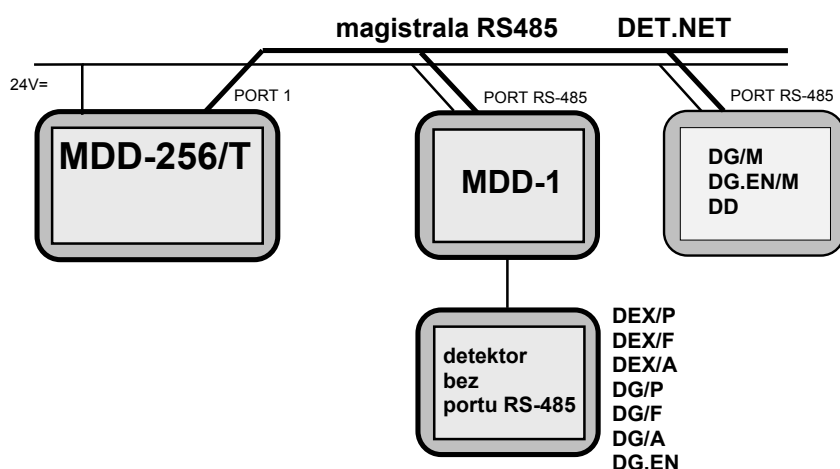 magistrala RS485 DET.NET
24V=
PORT 1
PORT RS-485
PORT RS-485
MDD-256/T
MDD-1
DG/M
DG.EN/M
DD
detektor
bez
portu RS-485
DEX/P
DEX/F
DEX/A
DG/P
DG/F
DG/A
DG.EN